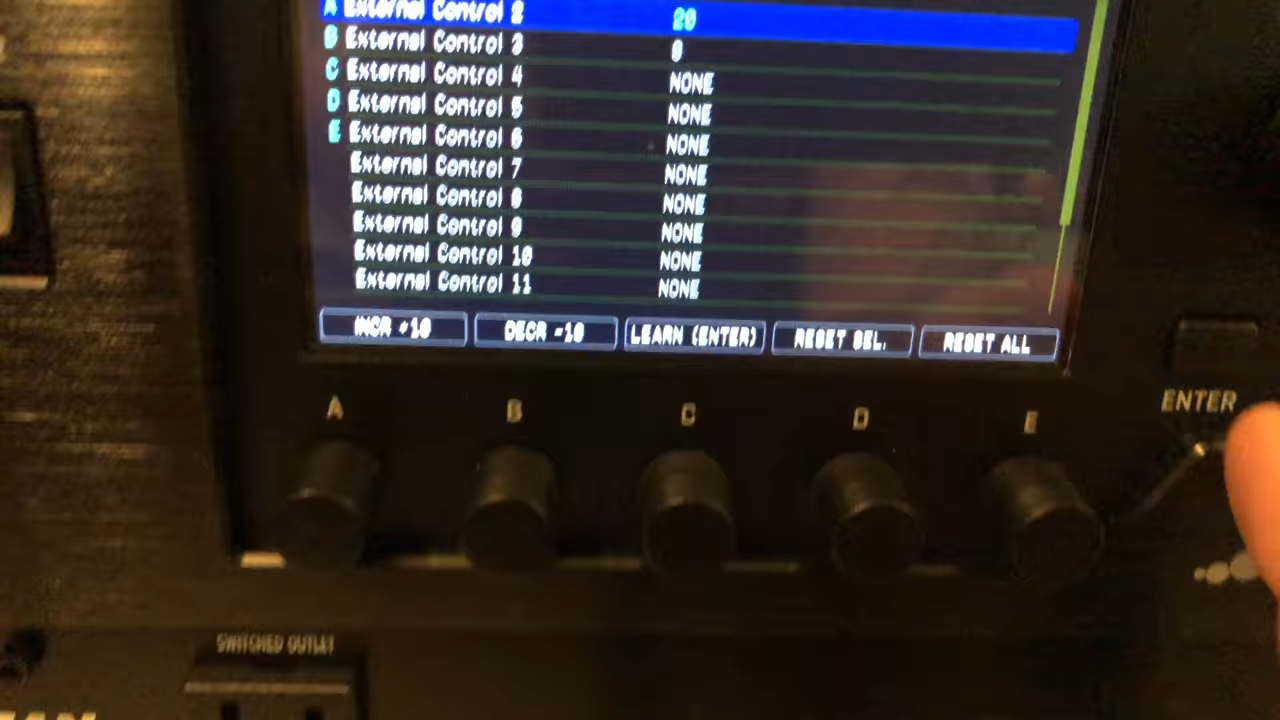 A External Control 2 20
B External Control 3 0
C External Control 4 NONE
D External Control 5 NONE
E External Control 6 NONE
External Control 7 NONE
External Control 8 NONE
External Control 9 NONE
External Control 10 NONE
External Control 11 NONE
INCR +10 DECR -10 LEARN (ENTER) RESET SEL. RESET ALL
A B C D E
ENTER
SWITCHED OUTLET